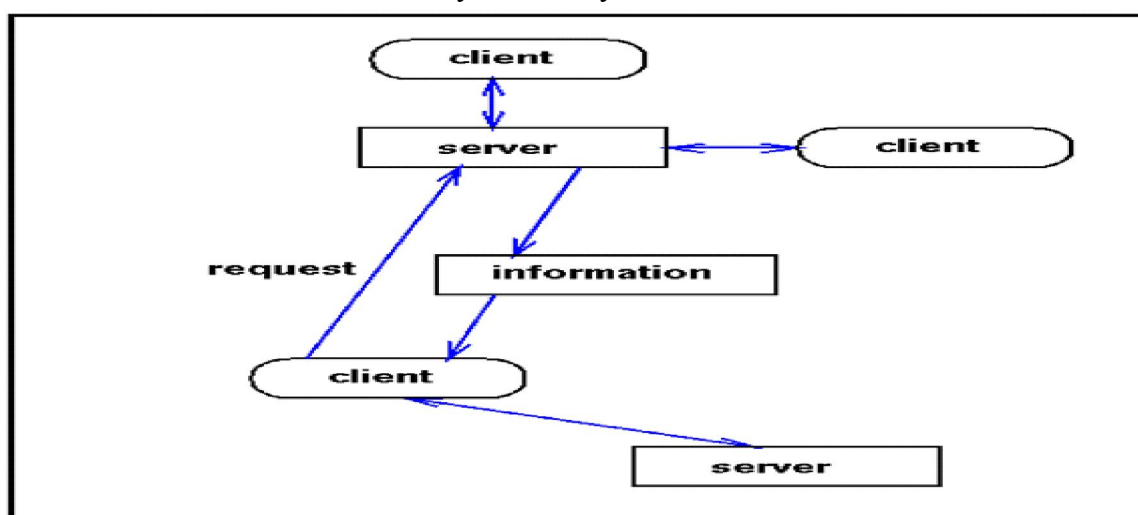 client
server
client
request
information
client
server